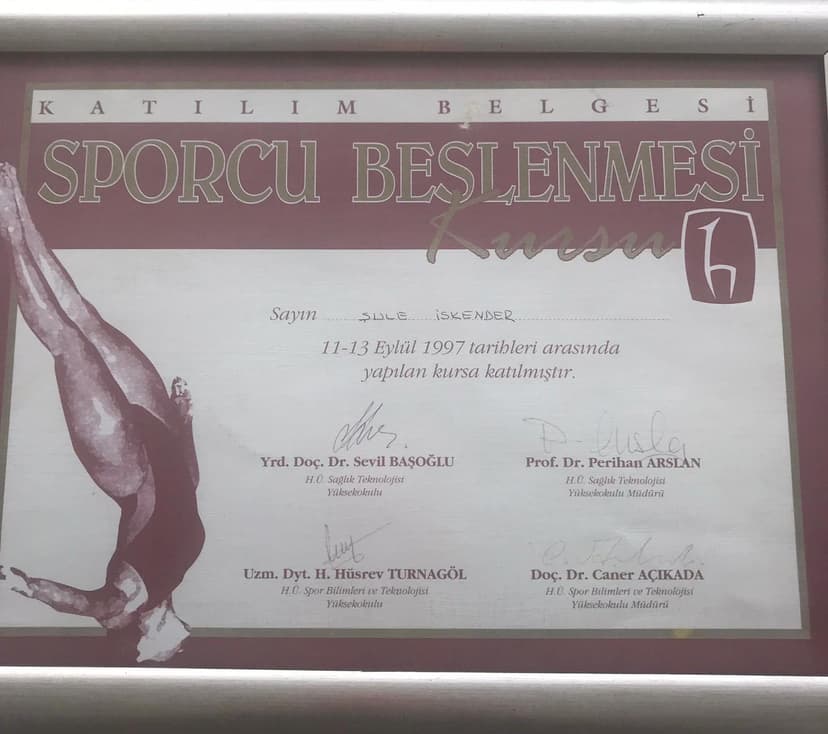 KATILIM BELGESİ
SPORCU BESLENMESİ
Kursu
Sayın ŞULE İSKENDER
11-13 Eylül 1997 tarihleri arasında
yapılan kursa katılmıştır.
Yrd. Doç. Dr. Sevil BAŞOĞLU
H.Ü. Sağlık Teknolojisi
Yüksekokulu
Prof. Dr. Perihan ARSLAN
H.Ü. Sağlık Teknolojisi
Yüksekokulu Müdürü
Uzm. Dyt. H. Hüsrev TURNAGÖL
H.Ü. Spor Bilimleri ve Teknolojisi
Yüksekokulu
Doç. Dr. Caner AÇIKADA
H.Ü. Spor Bilimleri ve Teknolojisi
Yüksekokulu Müdürü